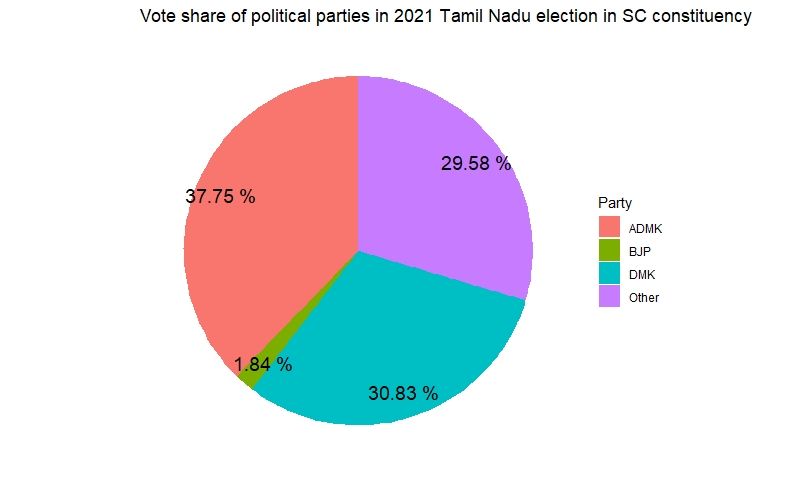 Vote share of political parties in 2021 Tamil Nadu election in SC constituency
29.58 %
37.75 %
1.84 %
30.83 %
Party
ADMK
BJP
DMK
Other